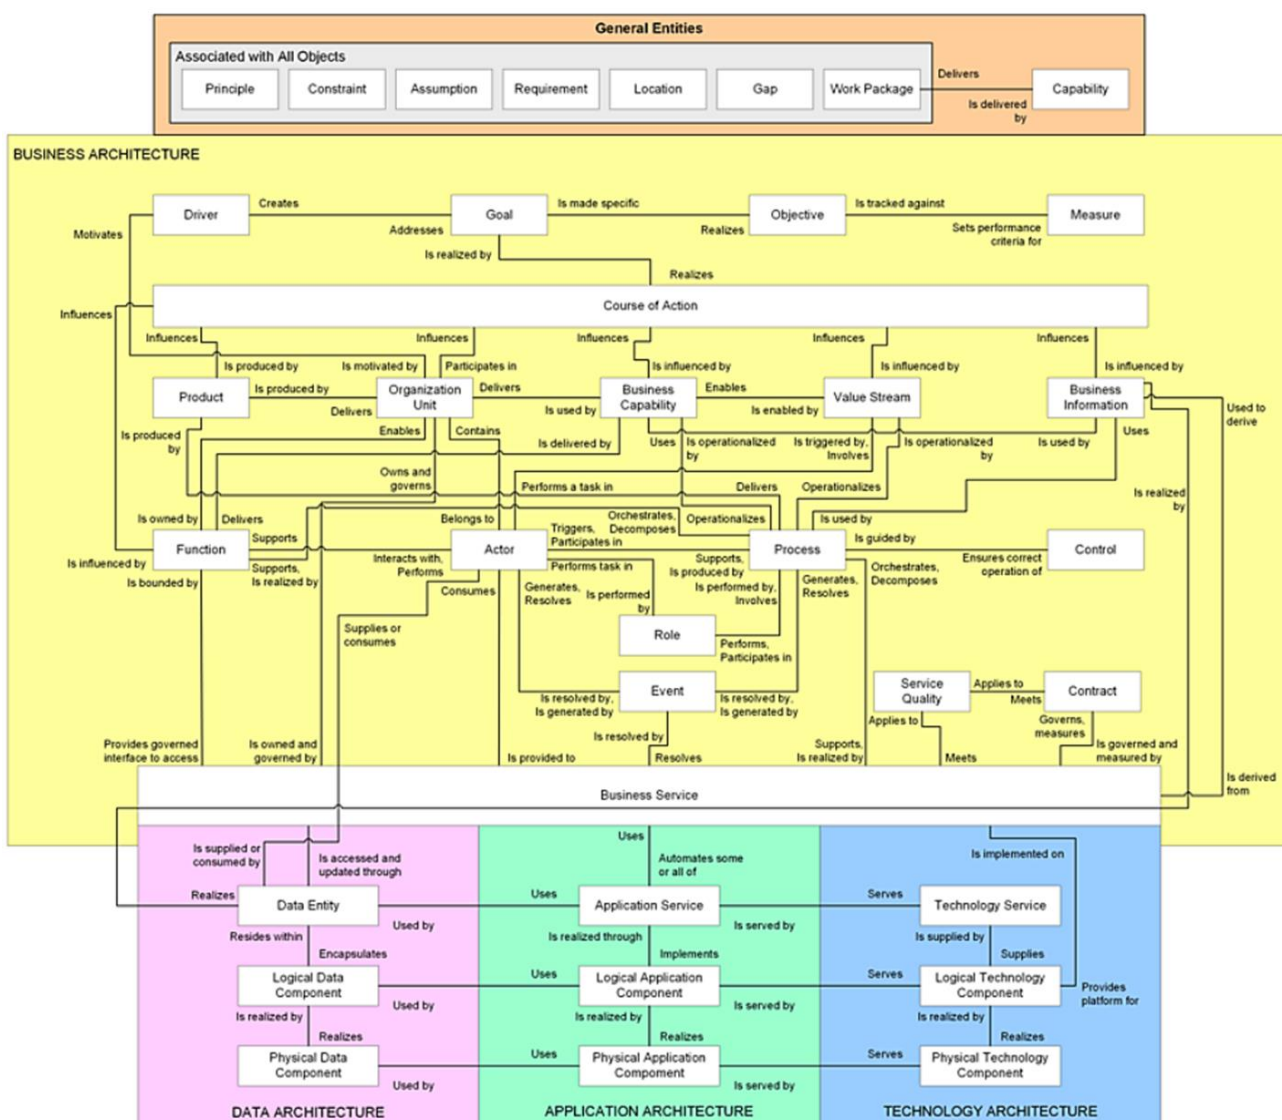 General Entities
Associated with All Objects
Principle
Constraint
Assumption
Requirement
Location
Gap
Work Package
Delivers
Is delivered
by
Capability
BUSINESS ARCHITECTURE
Driver
Creates
Addresses
Goal
Is made specific
Realizes
Objective
Is tracked against
Sets performance
criteria for
Measure
Motivates
Is realized by
Realizes
Course of Action
Influences
Influences
Influences
Influences
Influences
Influences
Is produced by
Is motivated by
Participates in
Is influenced by
Is influenced by
Is influenced by
Product
Is produced by
Delivers
Organization
Unit
Delivers
Is used by
Business
Capability
Enables
Is enabled by
Value Stream
Business
Information
Used to
derive
Is produced
by
Enables
Contains
Is delivered by
Uses
Is operationalized
by
Is triggered by,
Involves
Is operationalized
by
Is used by
Uses
Owns and
governs
Performs a task in
Delivers
Operationalizes
Is realized
by
Is owned by
Delivers
Belongs to
Orchestrates,
Decomposes
Operationalizes
Is used by
Function
Supports
Supports,
Is realized by
Actor
Triggers,
Participates in
Process
Is guided by
Ensures correct
operation of
Control
Is influenced by
Is bounded by
Interacts with,
Performs
Consumes
Performs task in
Generates,
Resolves
Is performed
by
Supports,
Is produced by
Is performed by,
Involves
Generates,
Resolves
Orchestrates,
Decomposes
Supplies or
consumes
Role
Performs,
Participates in
Event
Is resolved by,
Is generated by
Is resolved by,
Is generated by
Service
Quality
Applies to
Meets
Contract
Is resolved by
Applies to
Governs,
measures
Provides governed
interface to access
Is owned and
governed by
Is provided to
Resolves
Supports,
Is realized by
Meets
Is governed and
measured by
Is derived
from
Business Service
Is supplied or
consumed by
Is accessed and
updated through
Uses
Automates some
or all of
Is implemented on
Realizes
Data Entity
Uses
Used by
Application Service
Serves
Is served by
Technology Service
Resides within
Encapsulates
Is realized through
Implements
Is supplied by
Supplies
Logical Data
Component
Uses
Used by
Logical Application
Component
Serves
Is served by
Logical Technology
Component
Provides
platform for
Is realized by
Realizes
Is realized by
Realizes
Is realized by
Realizes
Physical Data
Component
Uses
Used by
Physical Application
Compoment
Serves
Is served by
Physical Technology
Component
DATA ARCHITECTURE
APPLICATION ARCHITECTURE
TECHNOLOGY ARCHITECTURE